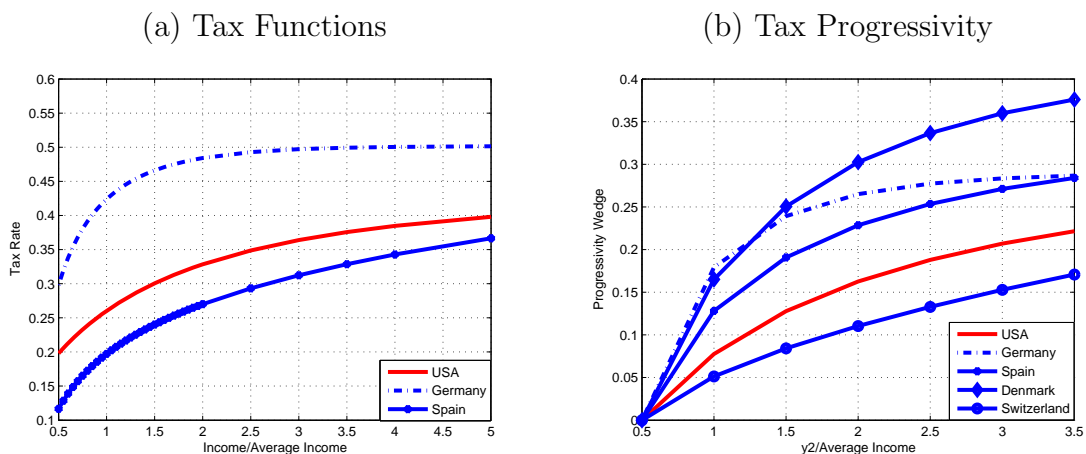 (a) Tax Functions
0.6
0.55
0.5
0.45
0.4
0.35
0.3
0.25
0.2
0.15
0.1
Tax Rate
0.5 1 1.5 2 2.5 3 3.5 4 4.5 5
Income/Average Income
USA
Germany
Spain
(b) Tax Progressivity
0.4
0.35
0.3
0.25
0.2
0.15
0.1
0.05
0
Progressivity Wedge
0.5 1 1.5 2 2.5 3 3.5
y2/Average Income
USA
Germany
Spain
Denmark
Switzerland